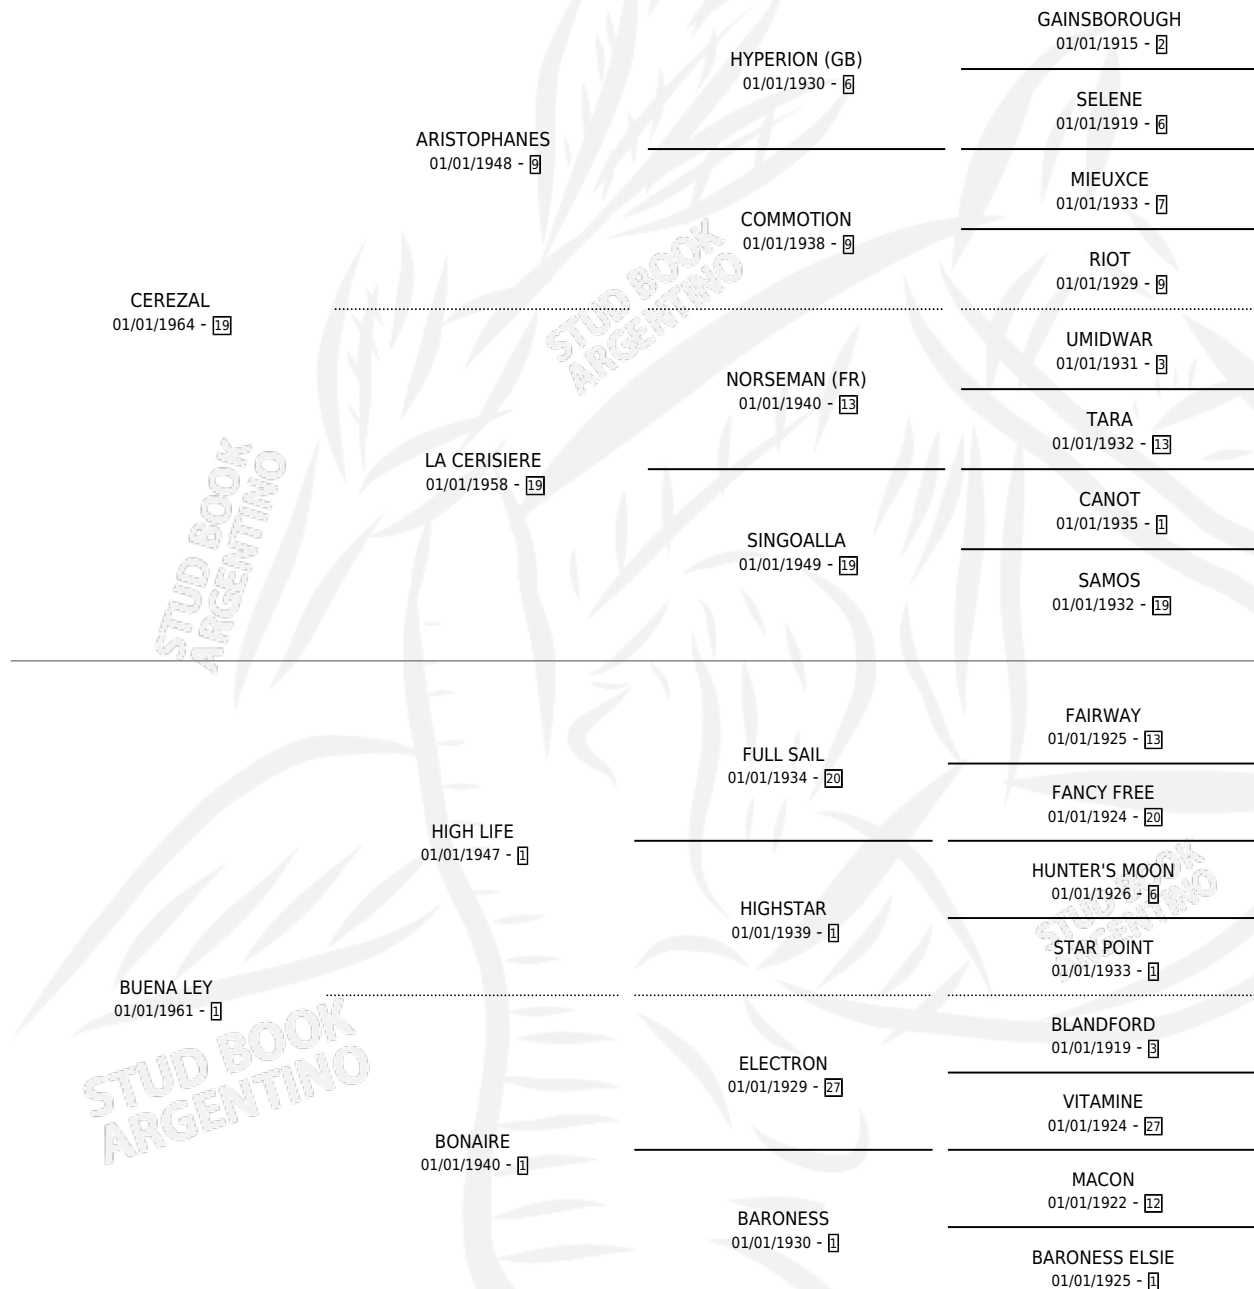 GAINSBOROUGH
01/01/1915 - 2
HYPERION (GB)
01/01/1930 - 6
SELENE
01/01/1919 - 6
ARISTOPHANES
01/01/1948 - 9
MIEUXCE
01/01/1933 - 7
COMMOTION
01/01/1938 - 9
RIOT
01/01/1929 - 9
CEREZAL
01/01/1964 - 19
UMIDWAR
01/01/1931 - 3
NORSEMAN (FR)
01/01/1940 - 13
TARA
01/01/1932 - 13
LA CERISIERE
01/01/1958 - 19
CANOT
01/01/1935 - 1
SINGOALLA
01/01/1949 - 19
SAMOS
01/01/1932 - 19
STUD BOOK
ARGENTINO
STUD BOOK
ARGENTINO
FAIRWAY
01/01/1925 - 13
FULL SAIL
01/01/1934 - 20
FANCY FREE
01/01/1924 - 20
HIGH LIFE
01/01/1947 - 1
HUNTER'S MOON
01/01/1926 - 6
HIGHSTAR
01/01/1939 - 1
STAR POINT
01/01/1933 - 1
BUENA LEY
01/01/1961 - 1
BLANDFORD
01/01/1919 - 3
ELECTRON
01/01/1929 - 27
VITAMINE
01/01/1924 - 27
BONAIRE
01/01/1940 - 1
MACON
01/01/1922 - 12
BARONESS
01/01/1930 - 1
BARONESS ELSIE
01/01/1925 - 1
STUD BOOK
ARGENTINO
STUD BOOK
ARGENTINO